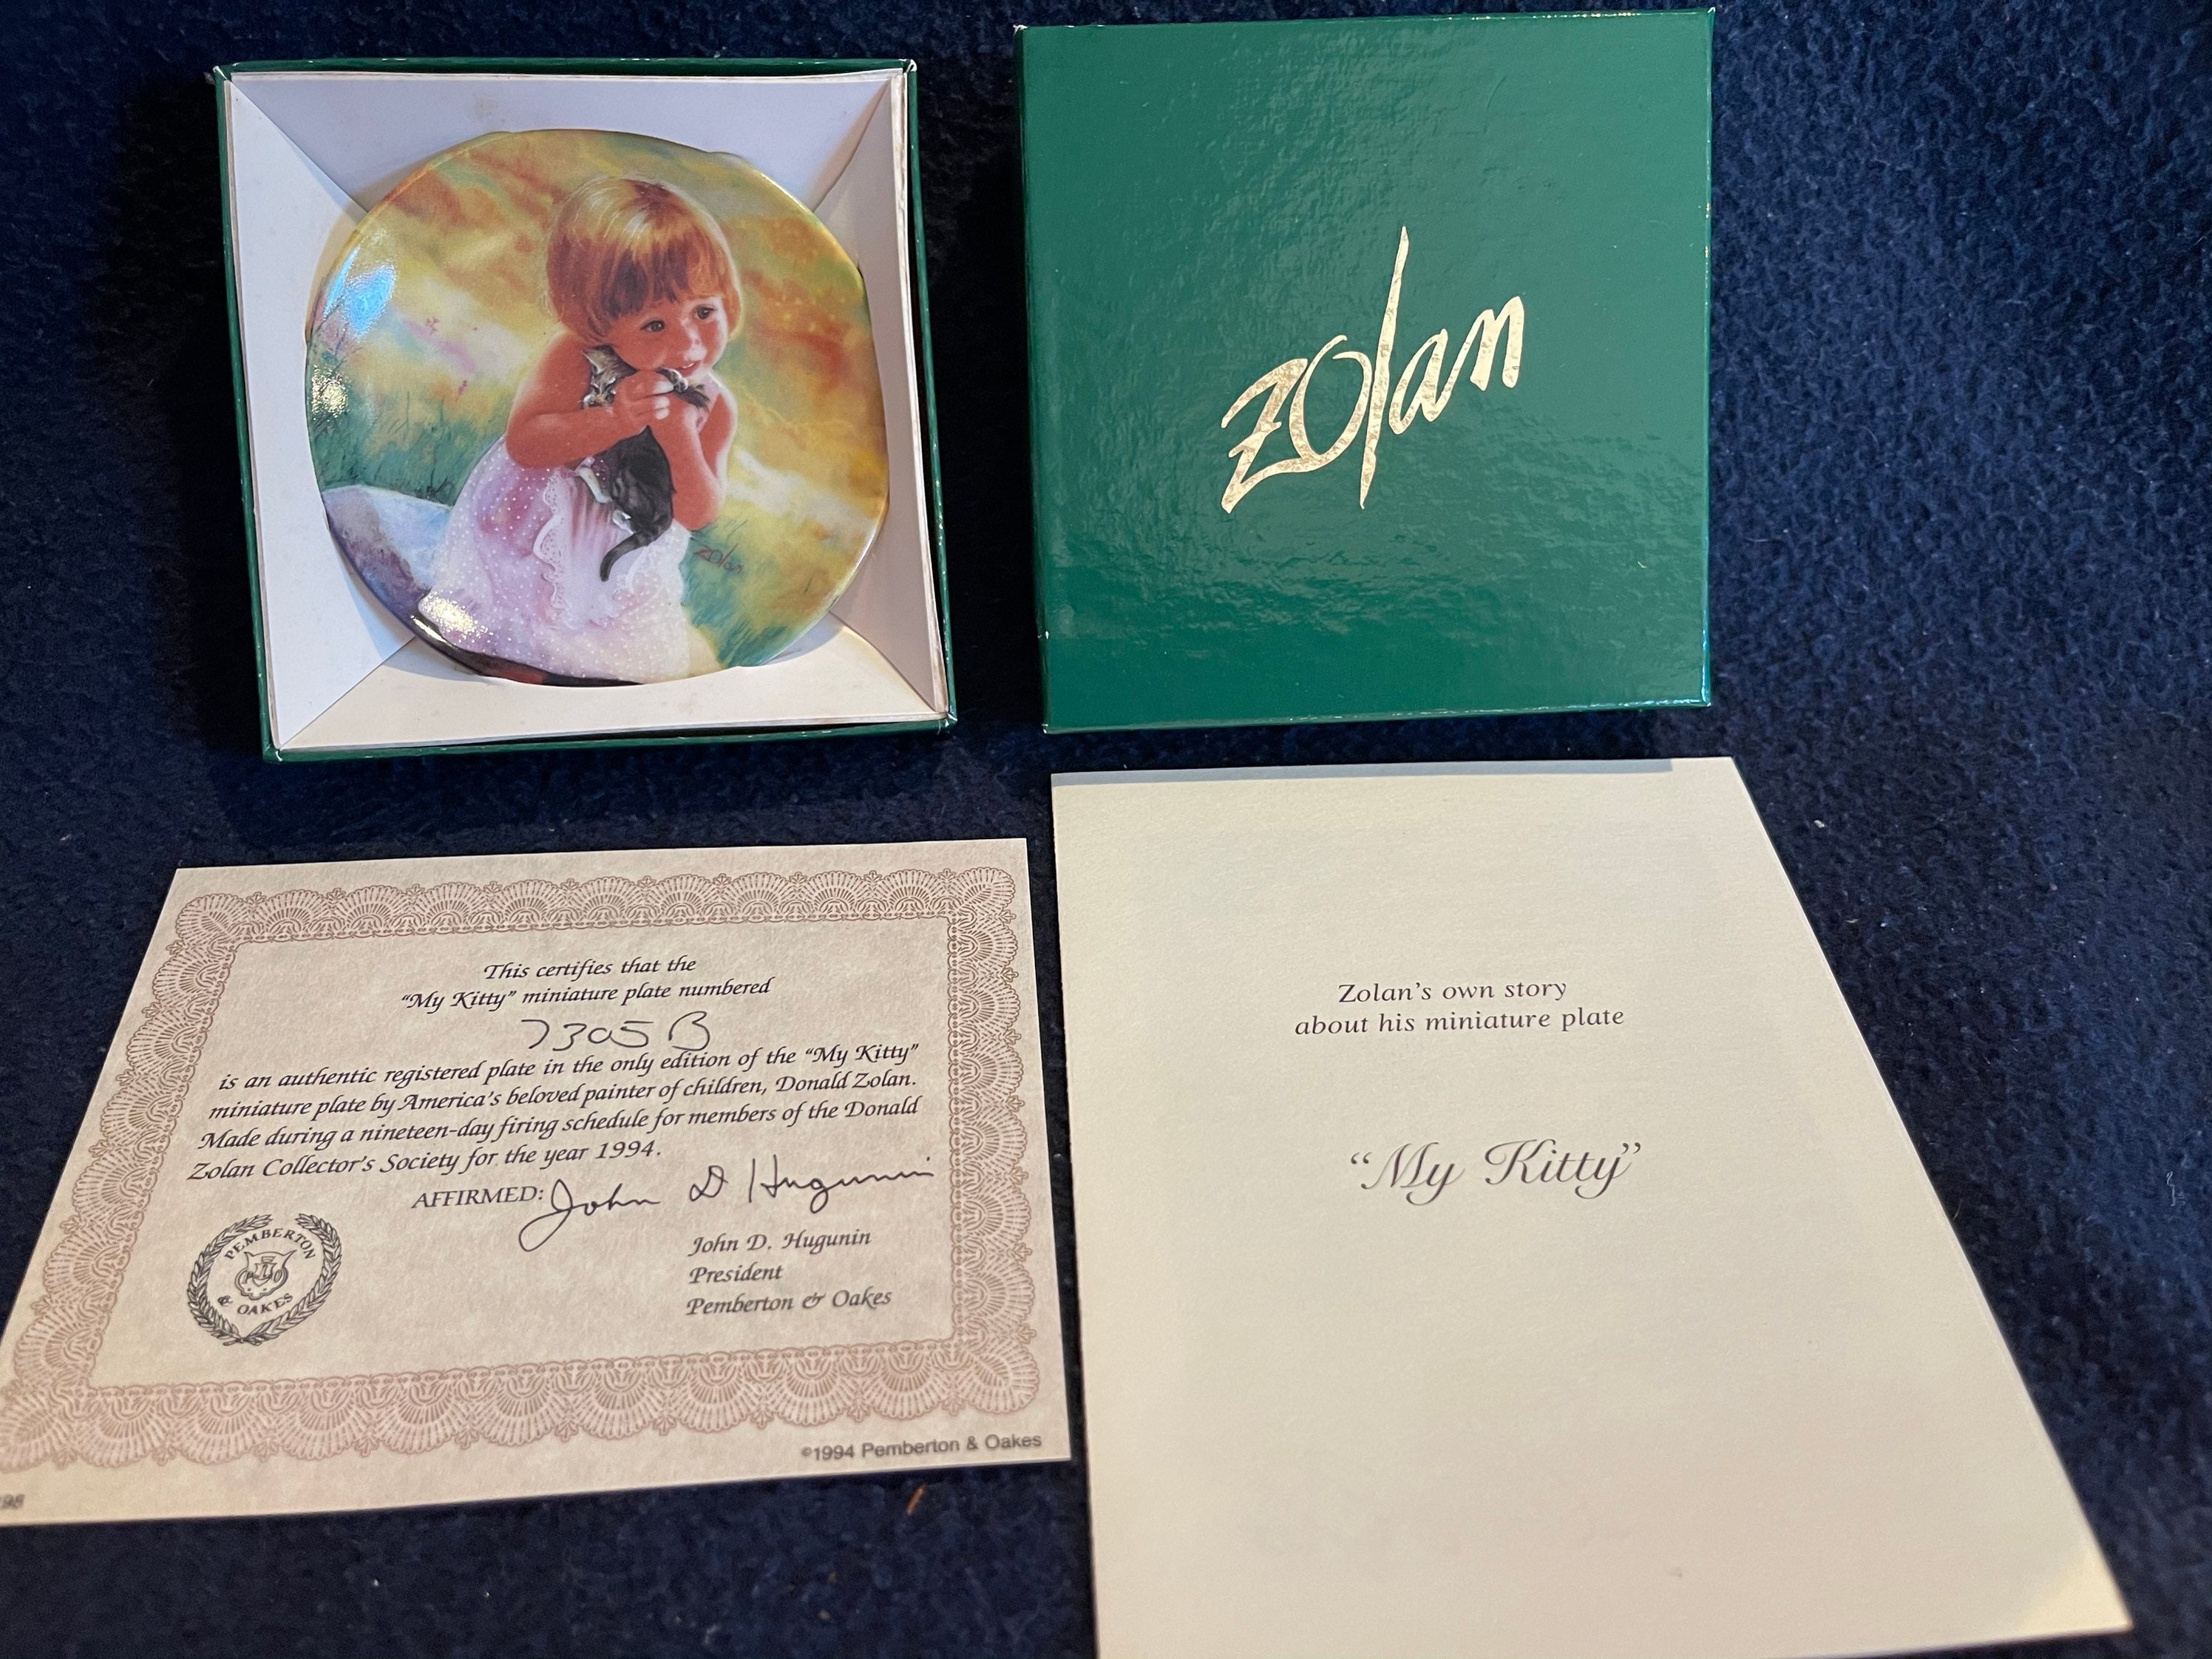 zolan
zolan
This certifies that the
“My Kitty” miniature plate numbered
7305 B
is an authentic registered plate in the only edition of the “My Kitty”
miniature plate by America's beloved painter of children, Donald Zolan.
Made during a nineteen-day firing schedule for members of the Donald
Zolan Collector's Society for the year 1994.
AFFIRMED: John D Hugunin
John D. Hugunin
President
Pemberton & Oakes
PEMBERTON
P&O
& OAKES
©1994 Pemberton & Oakes
Zolan's own story
about his miniature plate
“My Kitty”